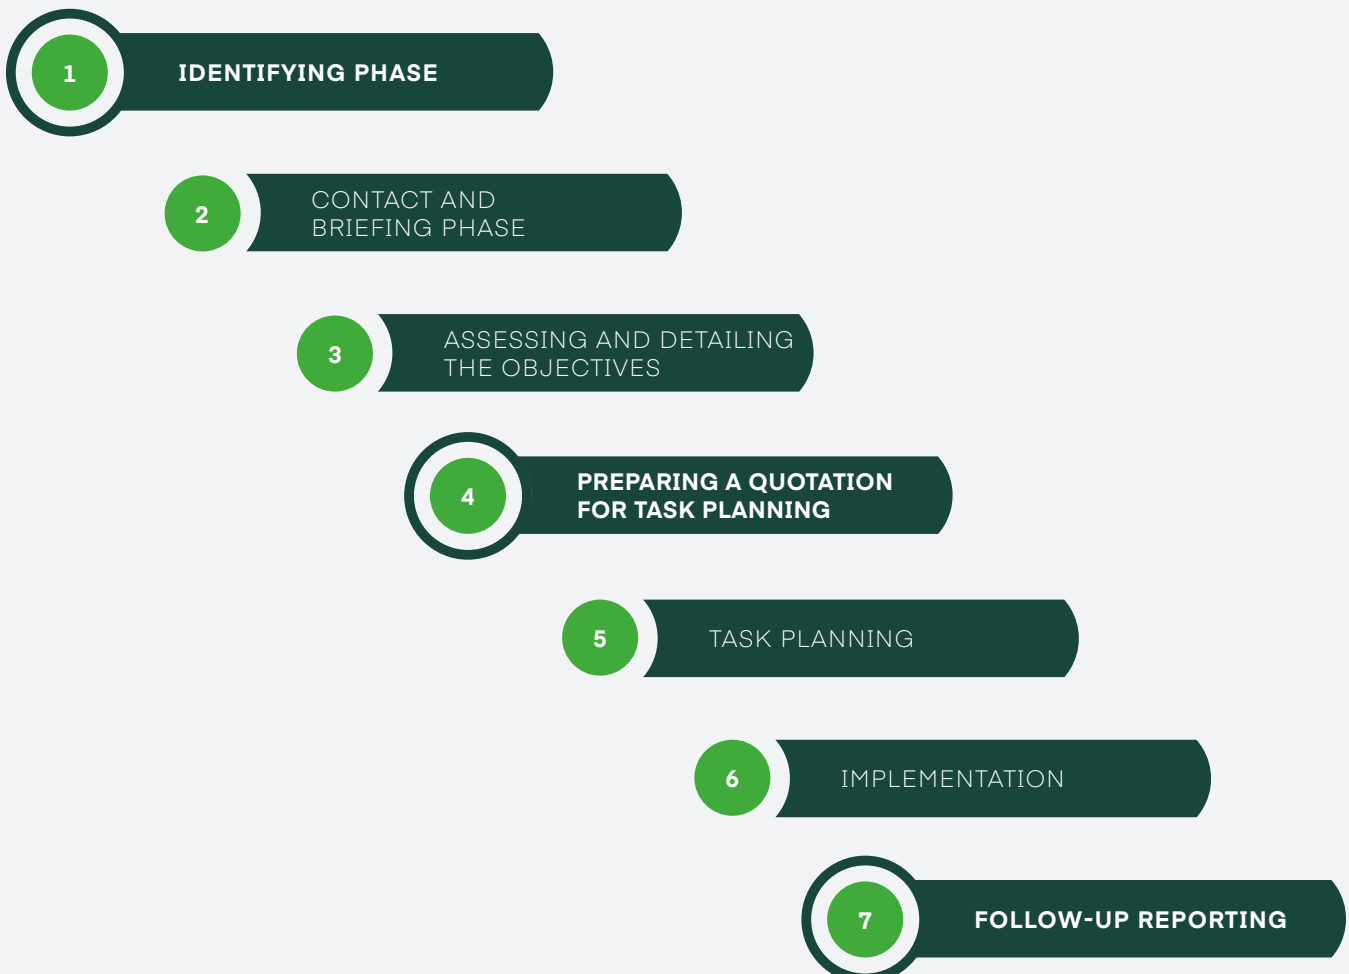 1
IDENTIFYING PHASE
2
CONTACT AND
BRIEFING PHASE
3
ASSESSING AND DETAILING
THE OBJECTIVES
4
PREPARING A QUOTATION
FOR TASK PLANNING
5
TASK PLANNING
6
IMPLEMENTATION
7
FOLLOW-UP REPORTING